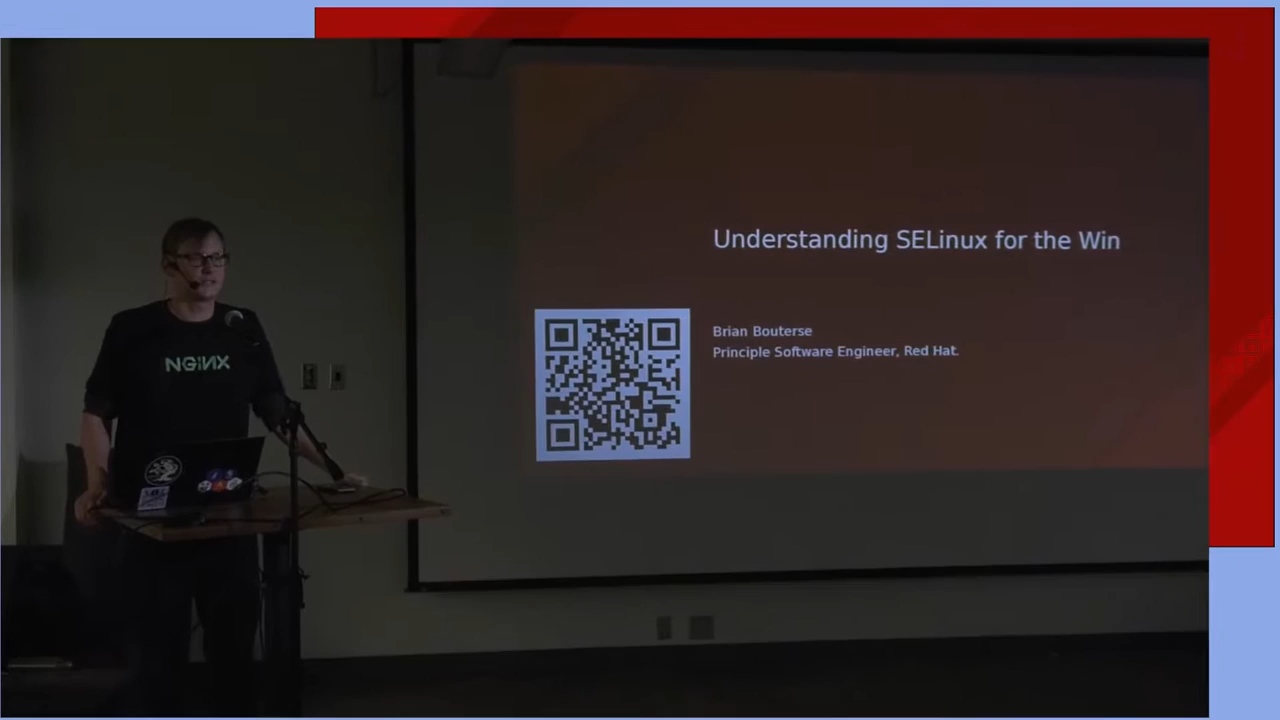 Understanding SELinux for the Win
Brian Bouterse
Principle Software Engineer, Red Hat.
NGINX